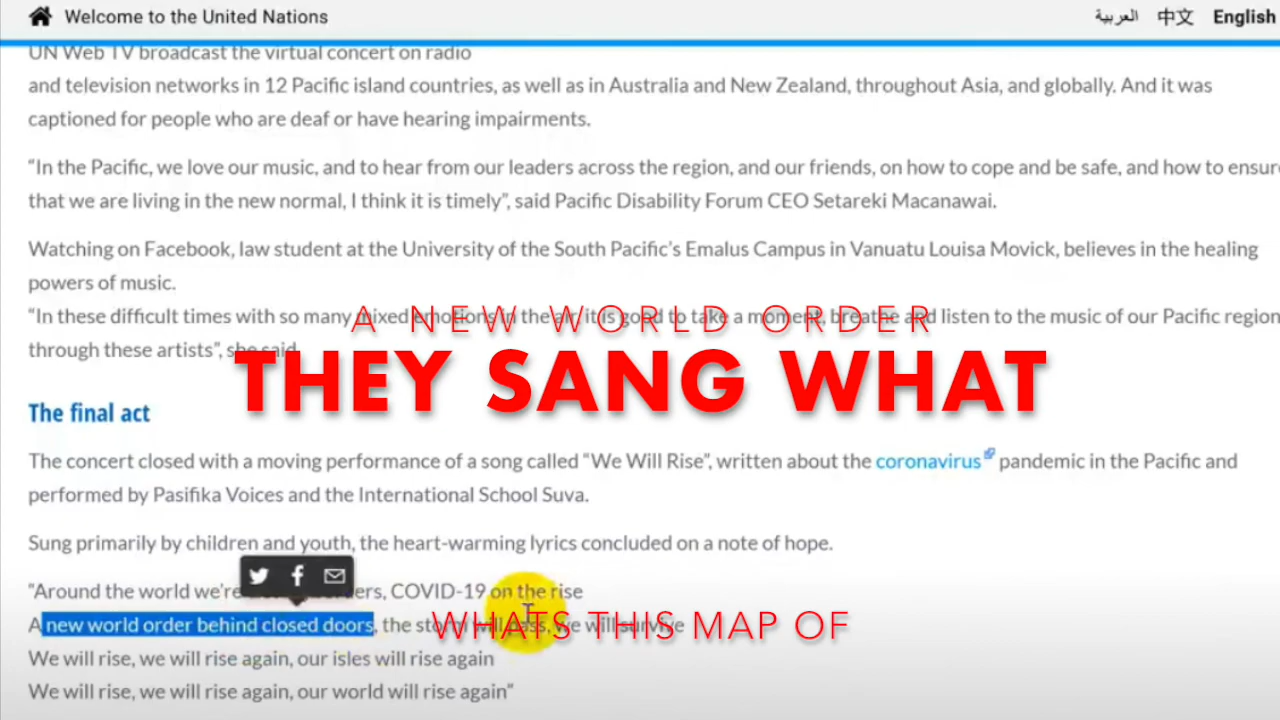 Welcome to the United Nations
العربية 中文 English
UN Web TV broadcast the virtual concert on radio
and television networks in 12 Pacific island countries, as well as in Australia and New Zealand, throughout Asia, and globally. And it was
captioned for people who are deaf or have hearing impairments.
“In the Pacific, we love our music, and to hear from our leaders across the region, and our friends, on how to cope and be safe, and how to ensure
that we are living in the new normal, I think it is timely”, said Pacific Disability Forum CEO Setareki Macanawai.
Watching on Facebook, law student at the University of the South Pacific’s Emalus Campus in Vanuatu Louisa Movick, believes in the healing
powers of music.
“In these difficult times with so many mixed emotions in the air, it is good to take a moment, breathe and listen to the music of our Pacific region
A NEW WORLD ORDER
through these artists”, she said.
THEY SANG WHAT
The final act
The concert closed with a moving performance of a song called “We Will Rise”, written about the coronavirus pandemic in the Pacific and
performed by Pasifika Voices and the International School Suva.
Sung primarily by children and youth, the heart-warming lyrics concluded on a note of hope.
"Around the world we're ers, COVID-19 on the rise
A new world order behind closed doors, the storm will pass, we will survive
WHATS THIS MAP OF
We will rise, we will rise again, our isles will rise again
We will rise, we will rise again, our world will rise again”